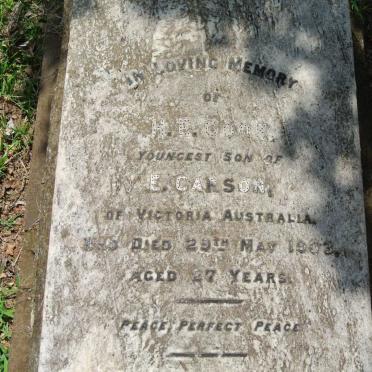 IN LOVING MEMORY
OF
YOUNGEST SON OF
E. CARSON,
OF VICTORIA AUSTRALIA.
DIED 29TH MAY
AGED 27 YEARS.
PEACE, PERFECT PEACE